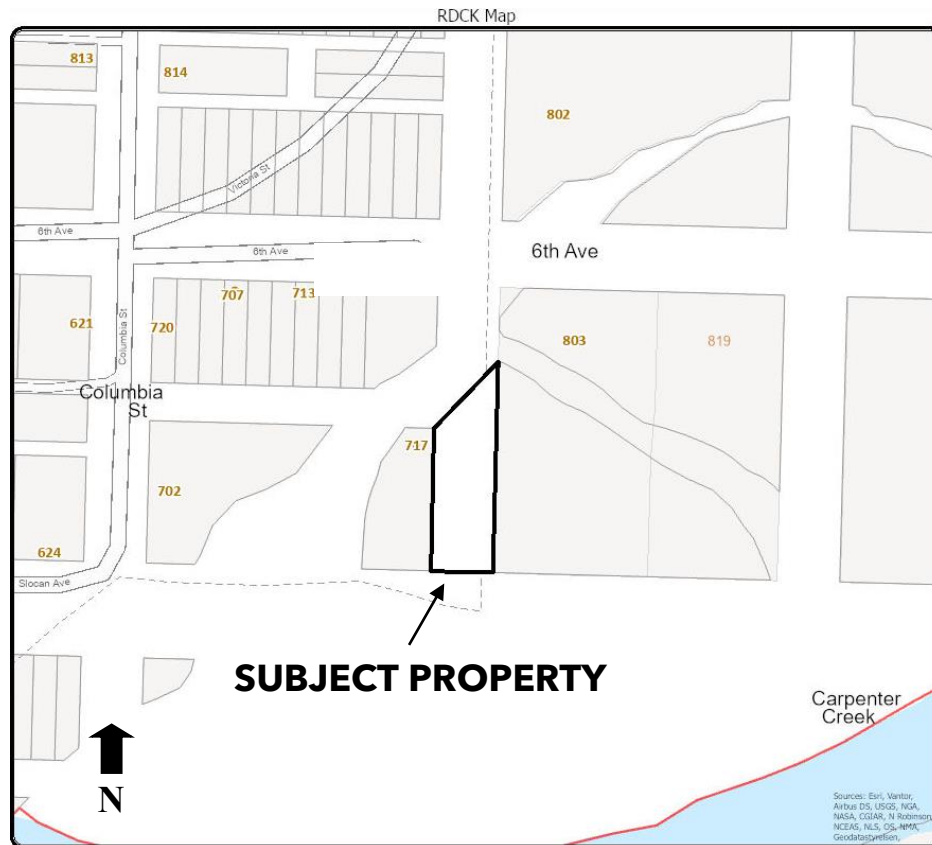 RDCK Map
813
814
802
Victoria St
6th Ave
6th Ave
6th Ave
707
713
621
720
803
819
Columbia St
Columbia
St
717
702
624
Slocan Ave
SUBJECT PROPERTY
Carpenter
Creek
N
Sources: Esri, Vantor,
Airbus DS, USGS, NGA,
NASA, CGIAR, N Robinson,
NCEAS, NLS, OS, NMA,
Geodatastyrelsen,